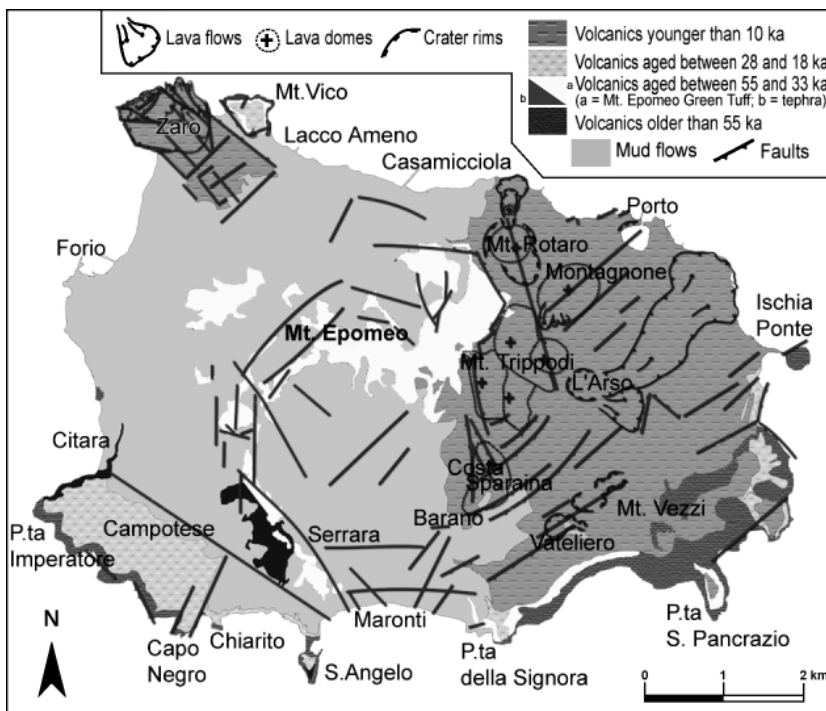 Lava flows
Lava domes
Crater rims
Volcanics younger than 10 ka
Volcanics aged between 28 and 18 ka
a Volcanics aged between 55 and 33 ka
b (a = Mt. Epomeo Green Tuff; b = tephra)
Volcanics older than 55 ka
Mud flows
Faults
Mt.Vico
Zaro
Lacco Ameno
Casamicciola
Porto
Mt. Rotaro
Forio
Montagnone
Ischia
Ponte
Mt. Epomeo
Mt. Trippodi
L'Arso
Citara
Costa
Sparaina
Mt. Vezzi
Campotese
Barano
P.ta
Imperatore
Serrara
Vateliero
N
Maronti
Capo
Negro
Chiarito
S.Angelo
P.ta
della Signora
P.ta
S. Pancrazio
0 1 2 km